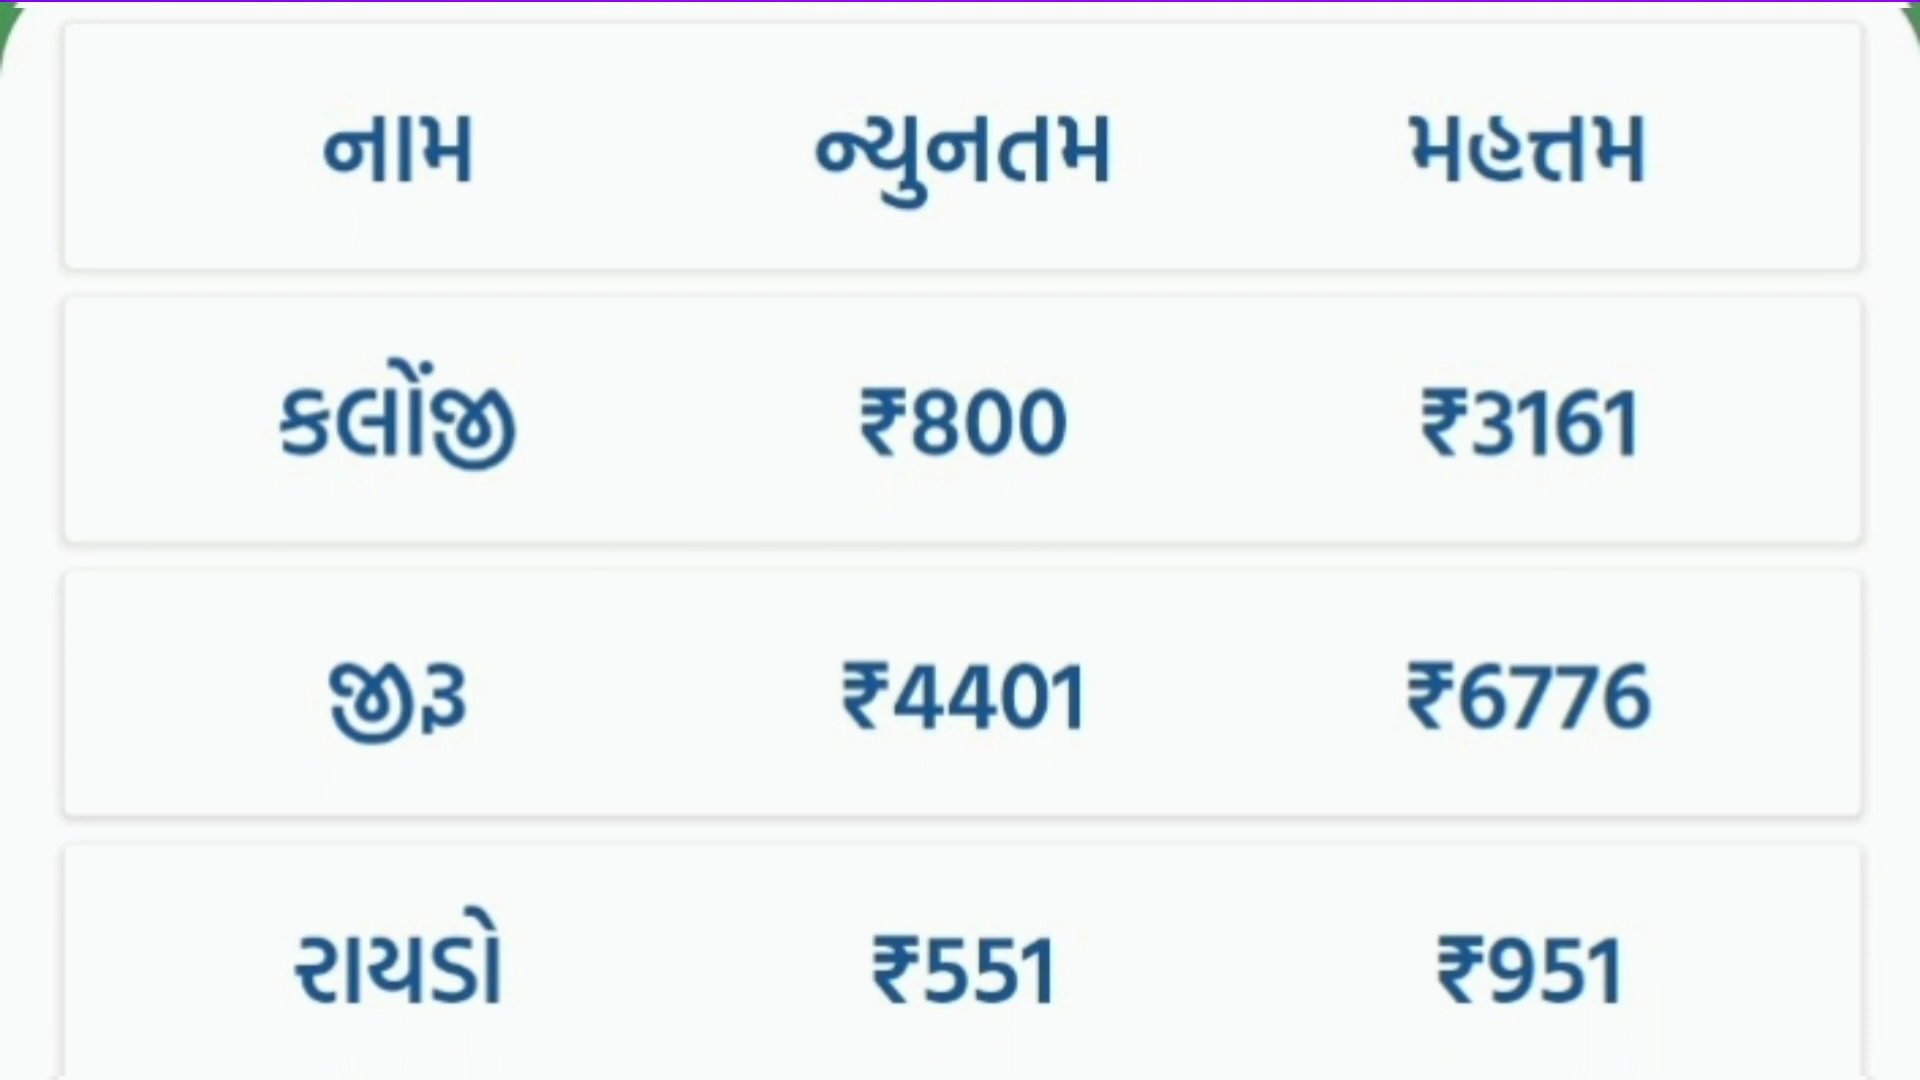 નામ ન્યુનતમ મહત્તમ
કલોંજી ₹800 ₹3161
જીરૂ ₹4401 ₹6776
રાયડો ₹551 ₹951